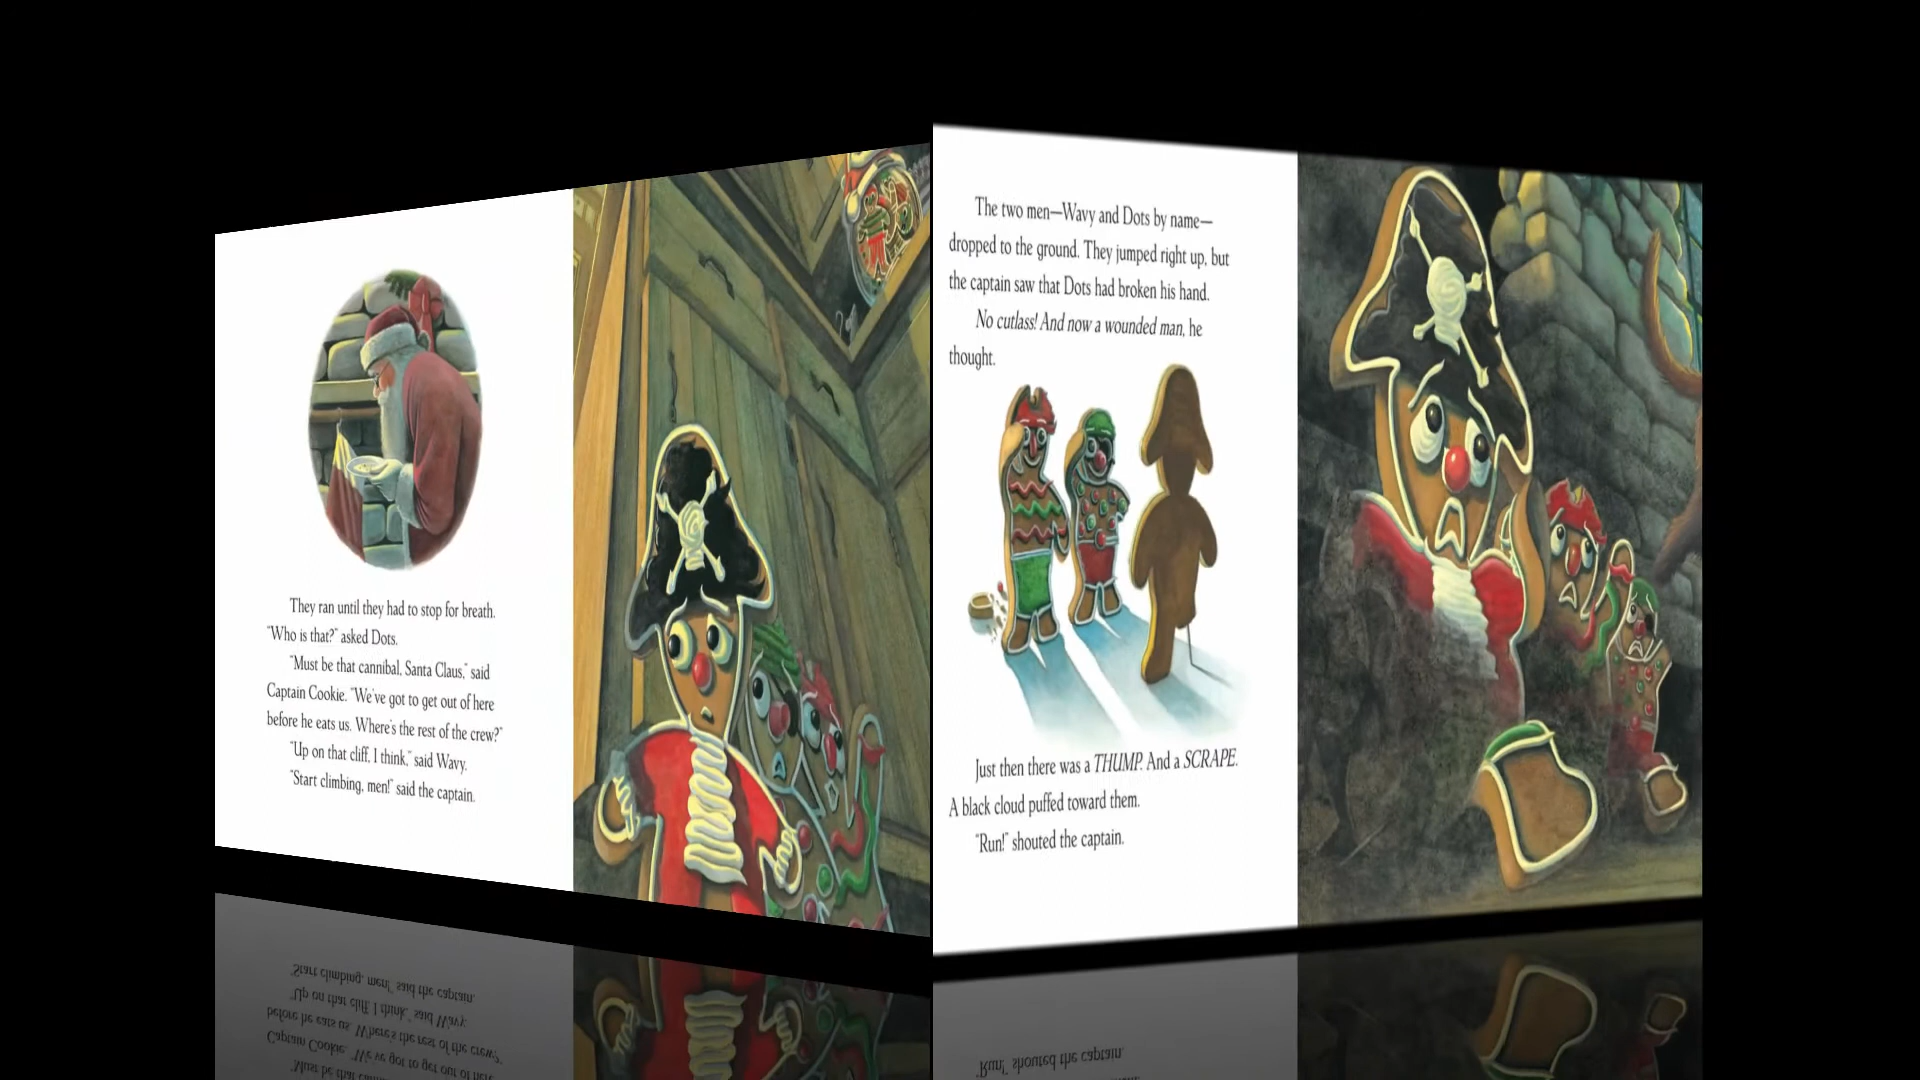 They ran until they had to stop for breath.
"Who is that?" asked Dots.
"Must be that cannibal, Santa Claus," said
Captain Cookie. "We've got to get out of here
before he eats us. Where's the rest of the crew?"
"Up on that cliff, I think," said Wavy.
"Start climbing, men!" said the captain.
The two men—Wavy and Dots by name—
dropped to the ground. They jumped right up, but
the captain saw that Dots had broken his hand.
No cutlass! And now a wounded man, he
thought.
Just then there was a THUMP. And a SCRAPE.
A black cloud puffed toward them.
"Run!" shouted the captain.